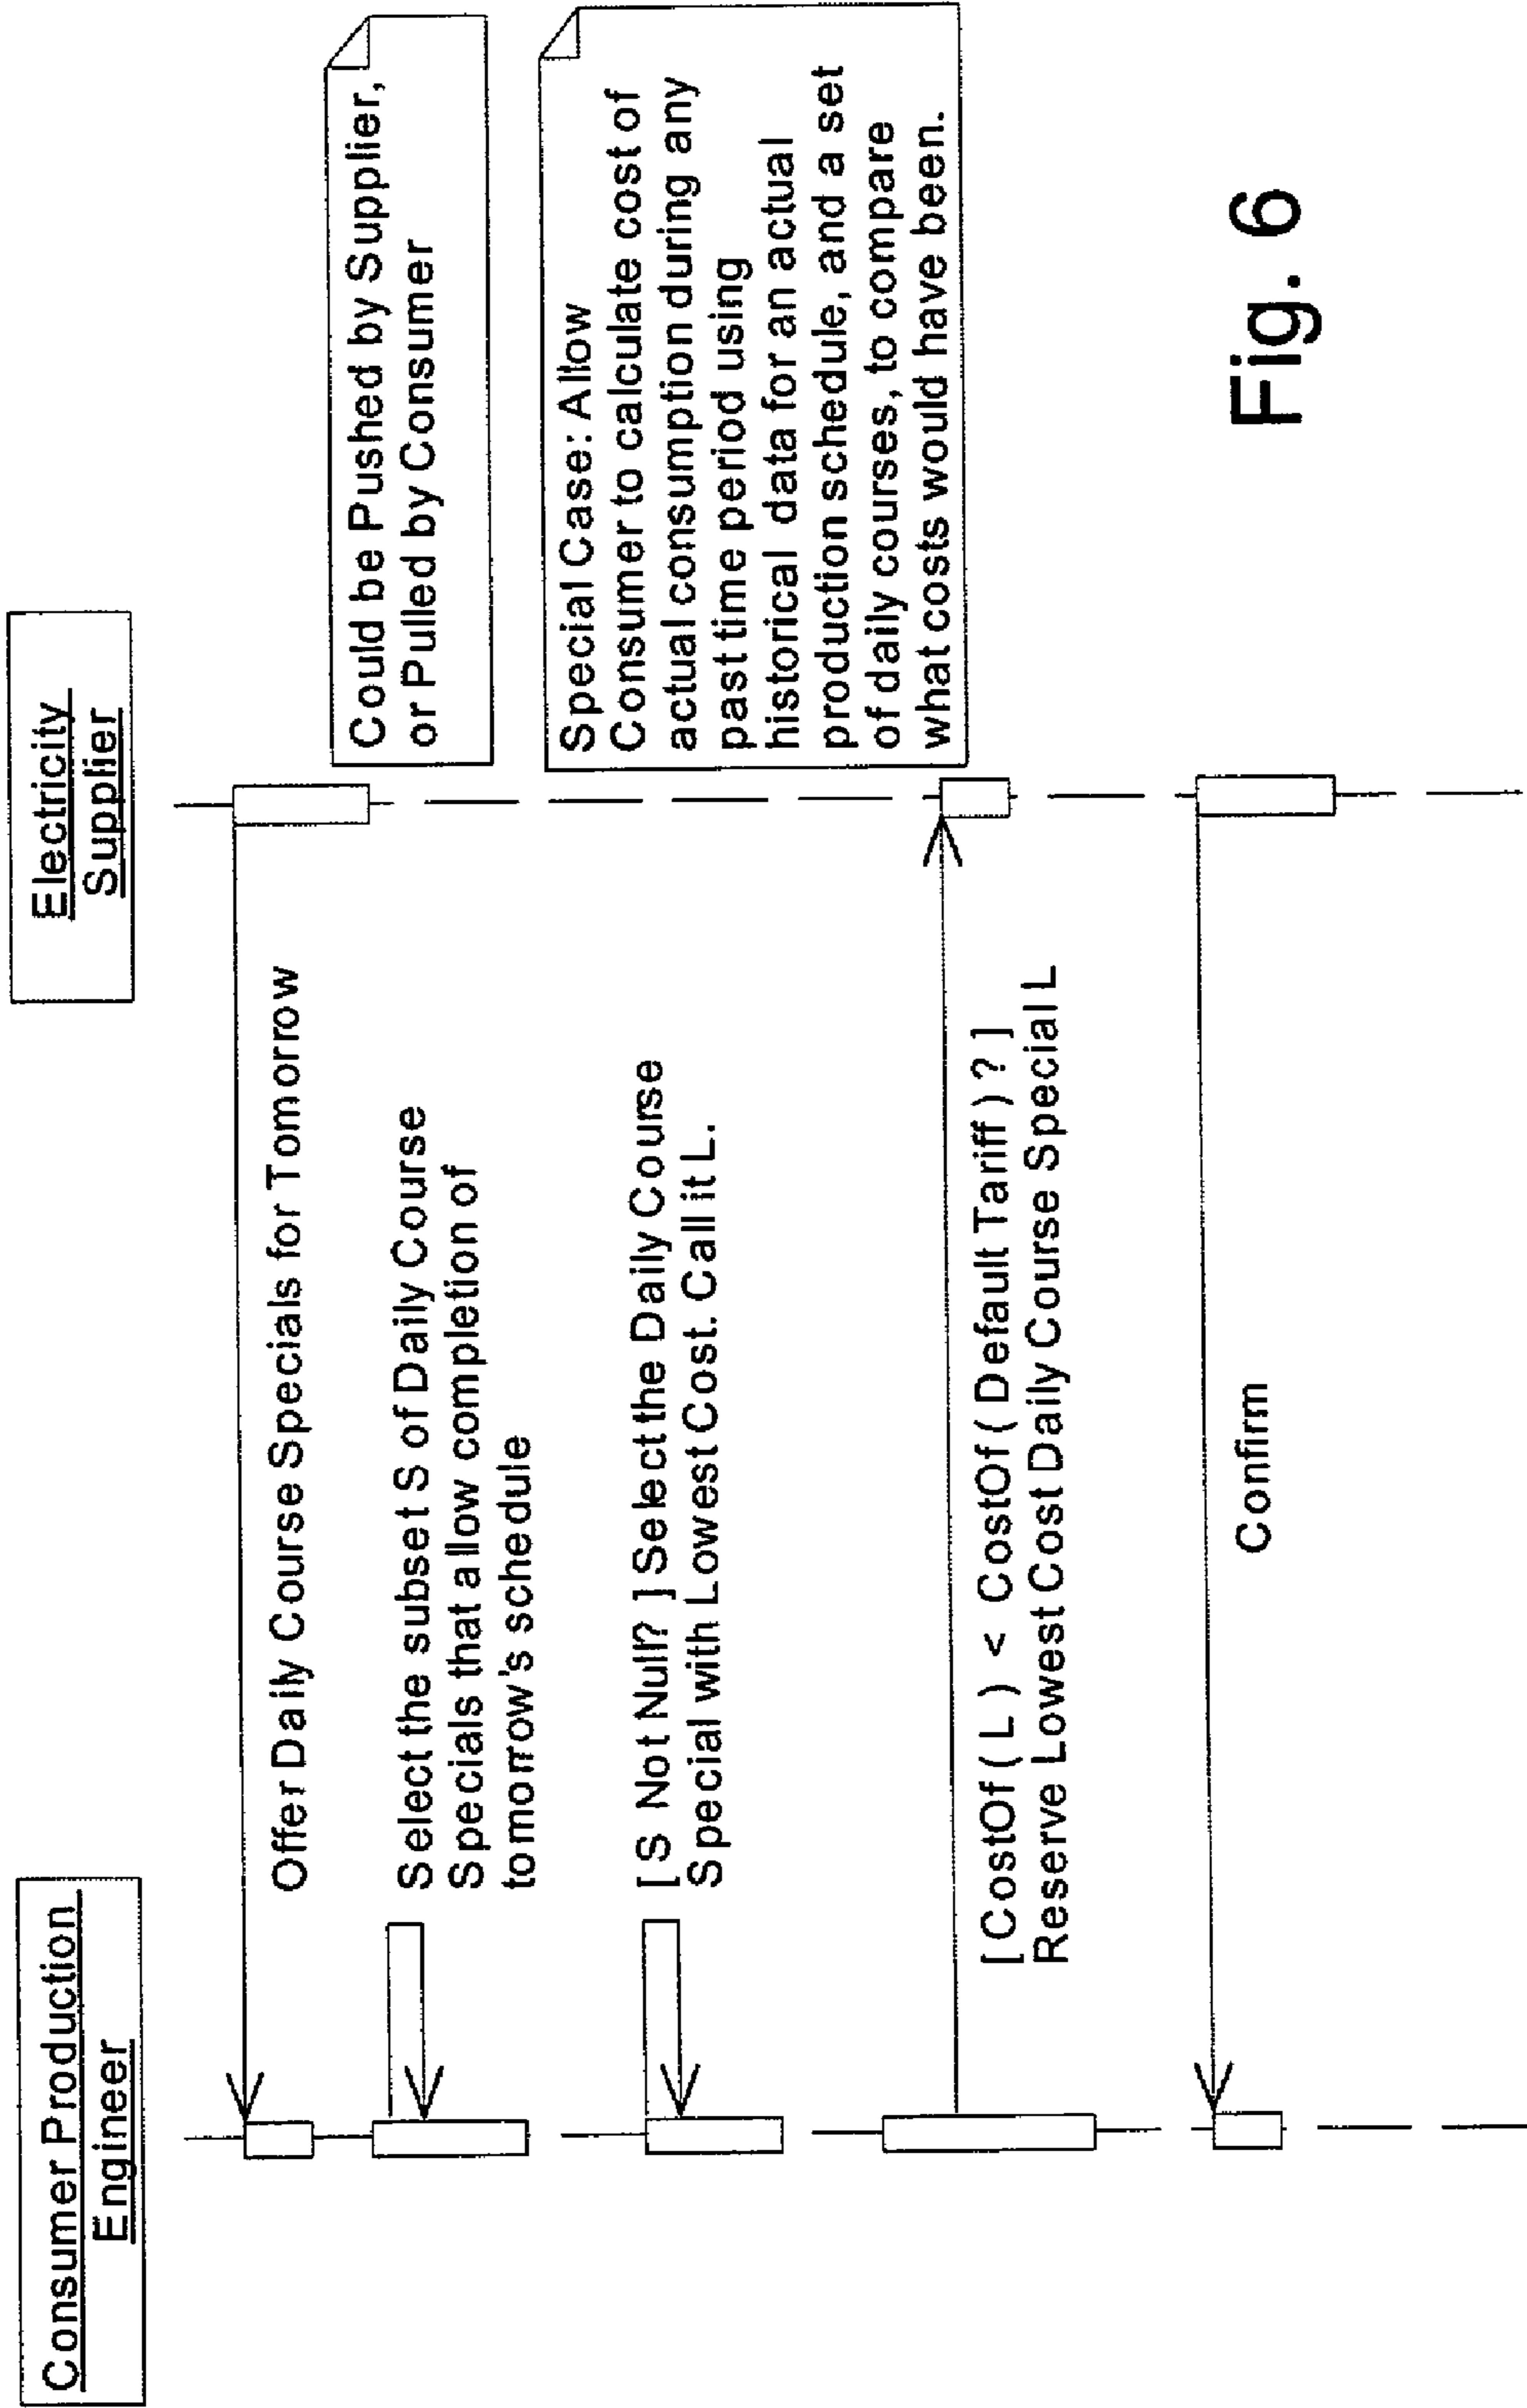 Consumer Production
Engineer
Electricity
Supplier
Offer Daily Course Specials for Tomorrow
Could be Pushed by Supplier,
or Pulled by Consumer
Select the subset S of Daily Course
Specials that allow completion of
tomorrow's schedule
Special Case: Allow
Consumer to calculate cost of
actual consumption during any
past time period using
historical data for an actual
production schedule, and a set
of daily courses, to compare
what costs would have been.
[ S Not Null? ] Select the Daily Course
Special with Lowest Cost. Call it L.
[ CostOf ( L ) < CostOf ( Default Tariff ) ? ]
Reserve Lowest Cost Daily Course Special L
Confirm
Fig. 6